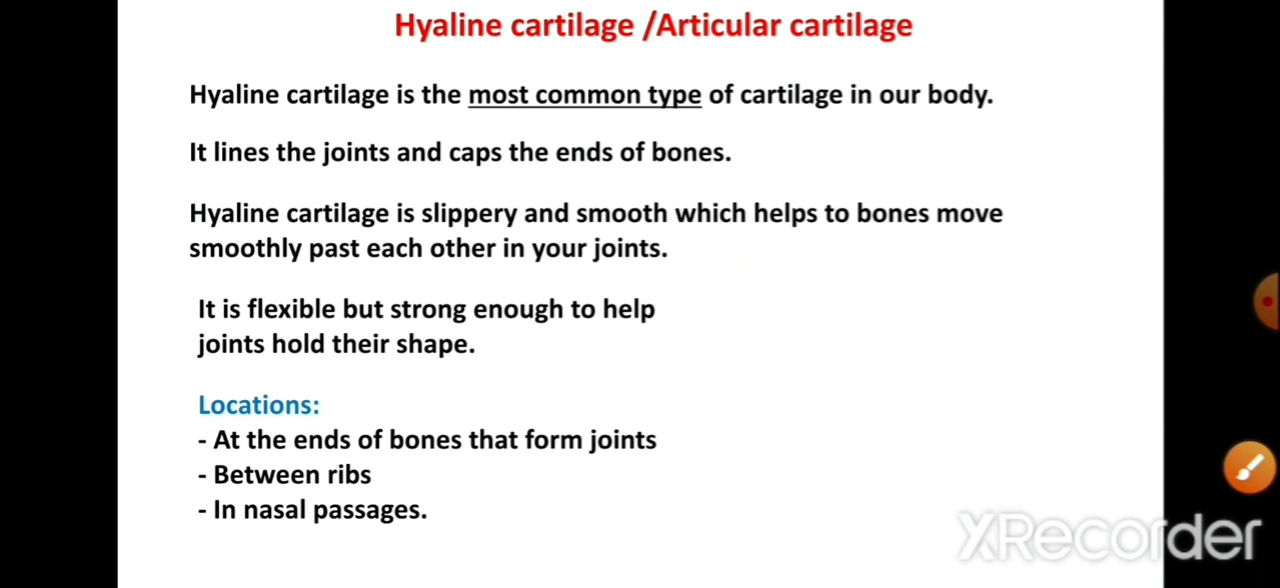 Hyaline cartilage /Articular cartilage
Hyaline cartilage is the most common type of cartilage in our body.
It lines the joints and caps the ends of bones.
Hyaline cartilage is slippery and smooth which helps to bones move
smoothly past each other in your joints.
It is flexible but strong enough to help
joints hold their shape.
Locations:
- At the ends of bones that form joints
- Between ribs
- In nasal passages.
XRecorder